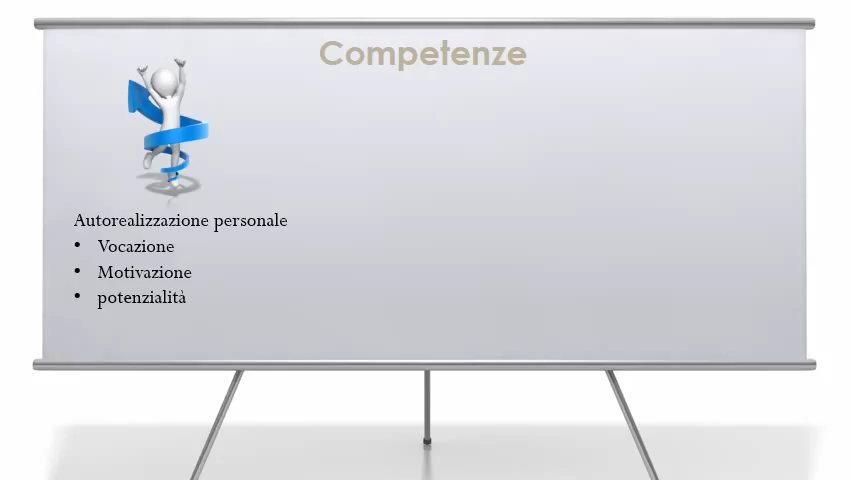 Competenze
Autorealizzazione personale
• Vocazione
• Motivazione
• potenzialità